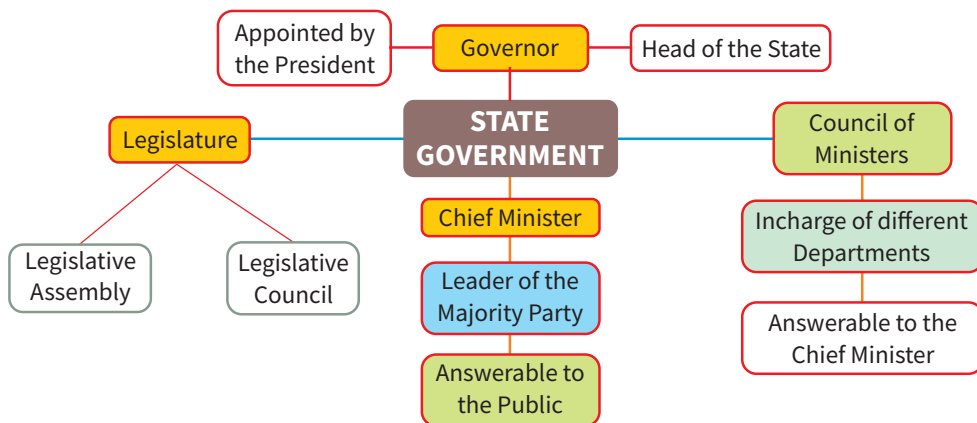 Appointed by
the President
Governor
Head of the State
Legislature
STATE
GOVERNMENT
Council of
Ministers
Legislative
Assembly
Legislative
Council
Chief Minister
Leader of the
Majority Party
Answerable to
the Public
Incharge of different
Departments
Answerable to the
Chief Minister